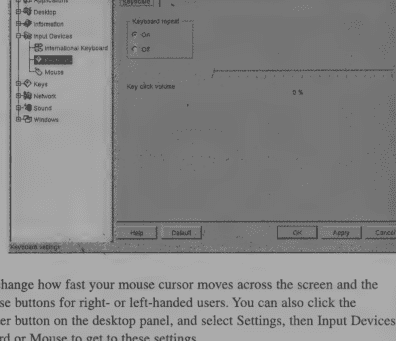 Applications
Keyboard
Desktop
Information
Input Devices
International Keyboard
Mouse
Keys
Network
Sound
Windows
Keyboard repeat
On
Off
Key click volume
0 %
Help Default OK Apply Cancel
Keyboard settings
change how fast your mouse cursor moves across the screen and the
buttons for right- or left-handed users. You can also click the
button on the desktop panel, and select Settings, then Input Devices
or Mouse to get to these settings.